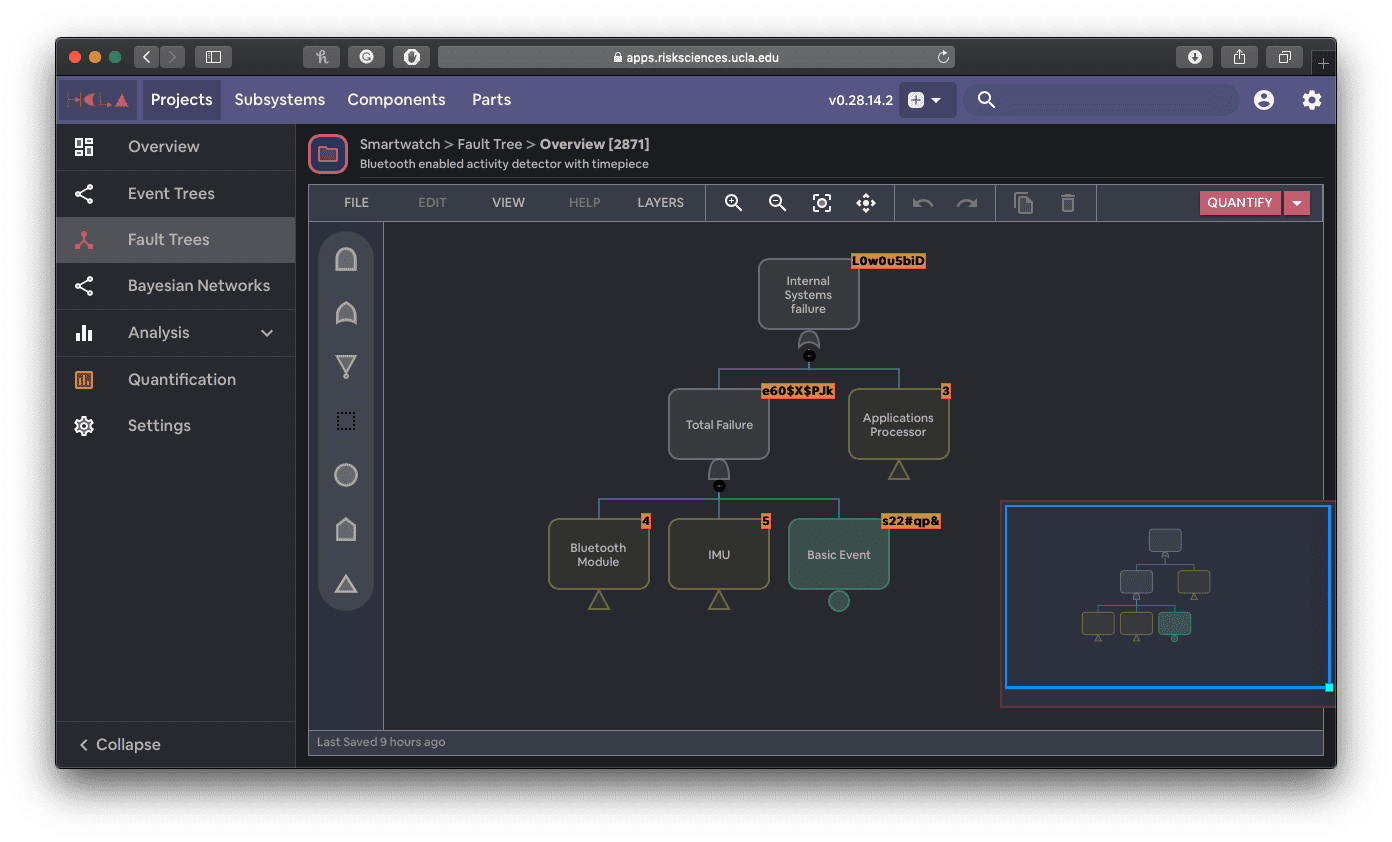 apps.risksciences.ucla.edu
HCLA
Projects
Subsystems
Components
Parts
v0.28.14.2
Overview
Event Trees
Fault Trees
Bayesian Networks
Analysis
Quantification
Settings
Collapse
Smartwatch > Fault Tree > Overview [2871]
Bluetooth enabled activity detector with timepiece
FILE
EDIT
VIEW
HELP
LAYERS
QUANTIFY
L0w0u5biD
Internal
Systems
failure
e60$X$PJk
3
Total Failure
Applications
Processor
4
5
s22#qp&
Bluetooth
Module
IMU
Basic Event
Last Saved 9 hours ago